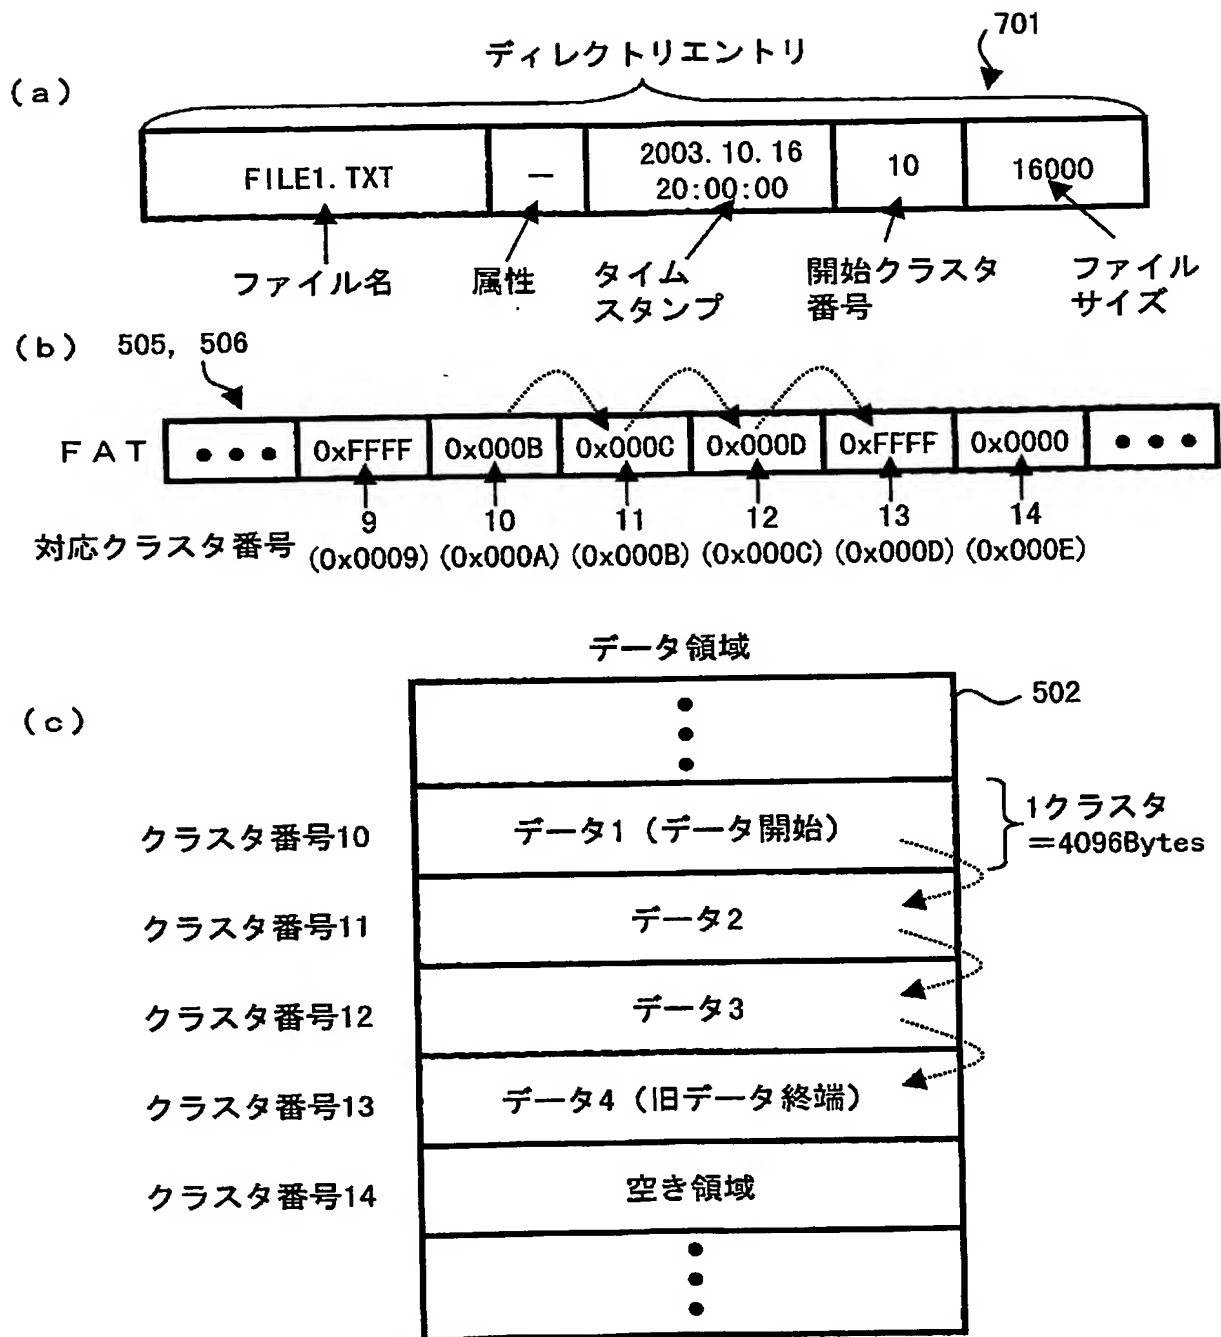 ディレクトリエントリ
701
(a)
FILE1.TXT
—
2003.10.16
20:00:00
10
16000
ファイル名
属性
タイム
スタンプ
開始クラスタ
番号
ファイル
サイズ
(b)
505, 506
FAT
•••
0xFFFF
0x000B
0x000C
0x000D
0xFFFF
0x0000
•••
9
10
11
12
13
14
対応クラスタ番号
(0x0009) (0x000A) (0x000B) (0x000C) (0x000D) (0x000E)
データ領域
(c)
502
クラスタ番号10
データ1（データ開始）
1クラスタ
=4096Bytes
クラスタ番号11
データ2
クラスタ番号12
データ3
クラスタ番号13
データ4（旧データ終端）
クラスタ番号14
空き領域